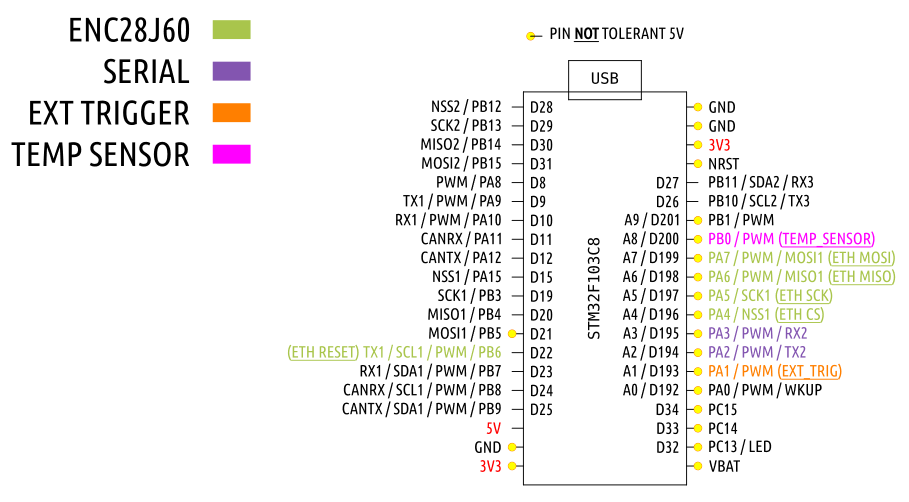 ENC28J60
SERIAL
EXT TRIGGER
TEMP SENSOR
PIN NOT TOLERANT 5V
USB
STM32F103C8
NSS2 / PB12 D28
SCK2 / PB13 D29
MISO2 / PB14 D30
MOSI2 / PB15 D31
PWM / PA8 D8
TX1 / PWM / PA9 D9
RX1 / PWM / PA10 D10
CANRX / PA11 D11
CANTX / PA12 D12
NSS1 / PA15 D15
SCK1 / PB3 D19
MISO1 / PB4 D20
MOSI1 / PB5 D21
(ETH RESET) TX1 / SCL1 / PWM / PB6 D22
RX1 / SDA1 / PWM / PB7 D23
CANRX / SCL1 / PWM / PB8 D24
CANTX / SDA1 / PWM / PB9 D25
5V
GND
3V3
GND
GND
3V3
NRST
D27 PB11 / SDA2 / RX3
D26 PB10 / SCL2 / TX3
A9 / D201 PB1 / PWM
A8 / D200 PB0 / PWM (TEMP_SENSOR)
A7 / D199 PA7 / PWM / MOSI1 (ETH MOSI)
A6 / D198 PA6 / PWM / MISO1 (ETH MISO)
A5 / D197 PA5 / SCK1 (ETH SCK)
A4 / D196 PA4 / NSS1 (ETH CS)
A3 / D195 PA3 / PWM / RX2
A2 / D194 PA2 / PWM / TX2
A1 / D193 PA1 / PWM (EXT_TRIG)
A0 / D192 PA0 / PWM / WKUP
D34 PC15
D33 PC14
D32 PC13 / LED
VBAT